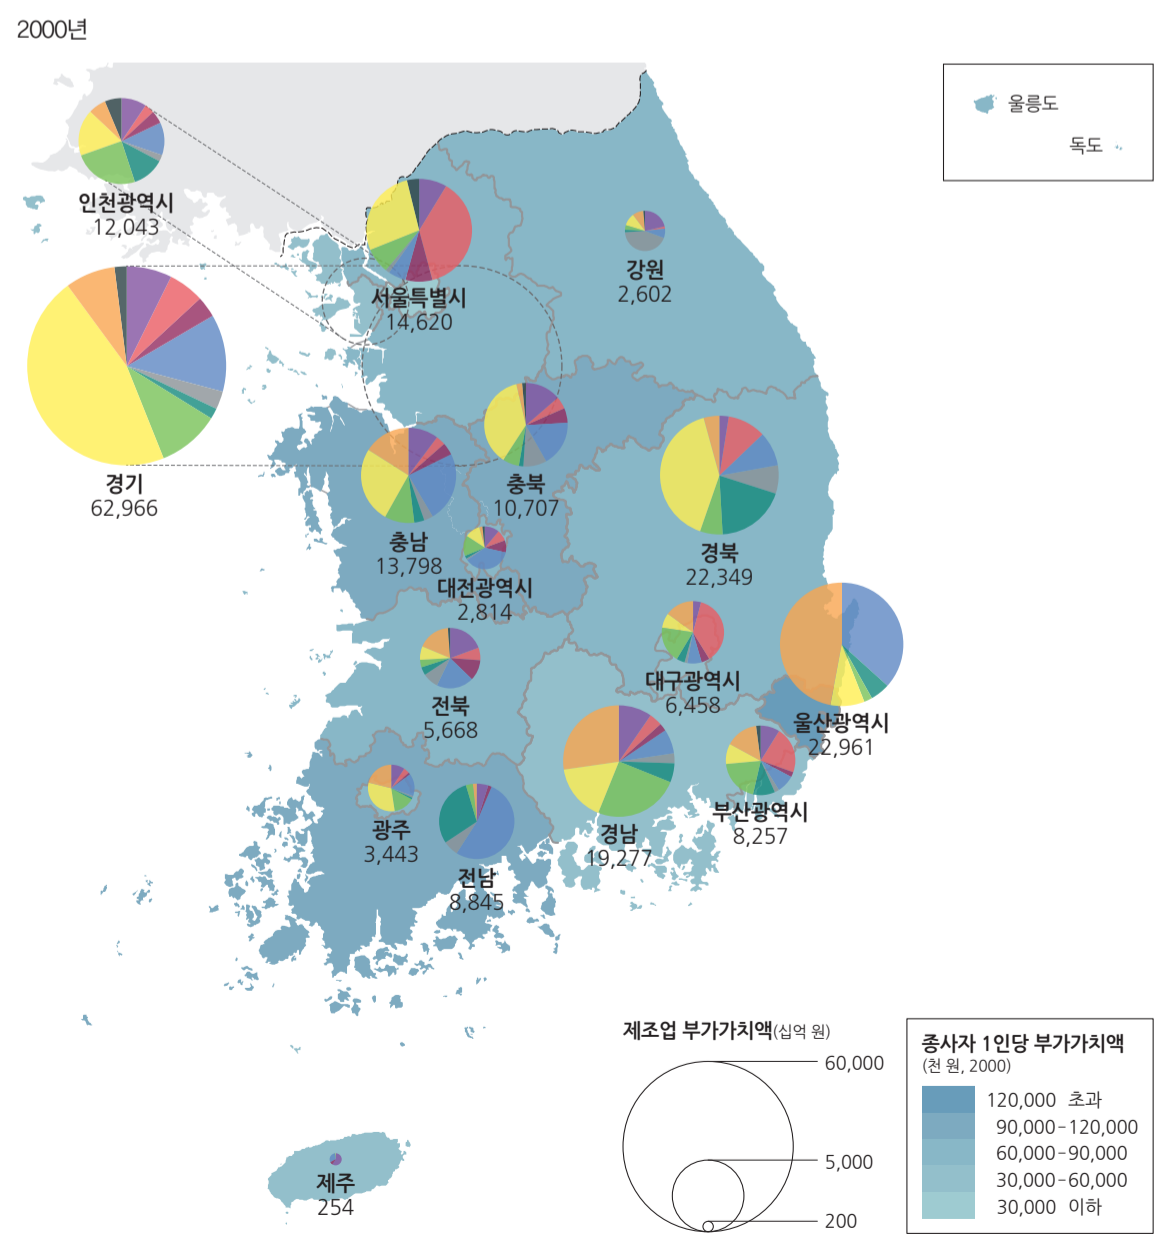 2000년
울릉도
독도
인천광역시
12,043
서울특별시
14,620
강원
2,602
경기
62,966
충북
10,707
충남
13,798
경북
22,349
대전광역시
2,814
대구광역시
6,458
전북
5,668
울산광역시
22,961
부산광역시
8,257
광주
3,443
경남
19,277
전남
8,845
제주
254
제조업 부가가치액(십억 원)
60,000
5,000
200
종사자 1인당 부가가치액
(천 원, 2000)
120,000 초과
90,000-120,000
60,000-90,000
30,000-60,000
30,000 이하